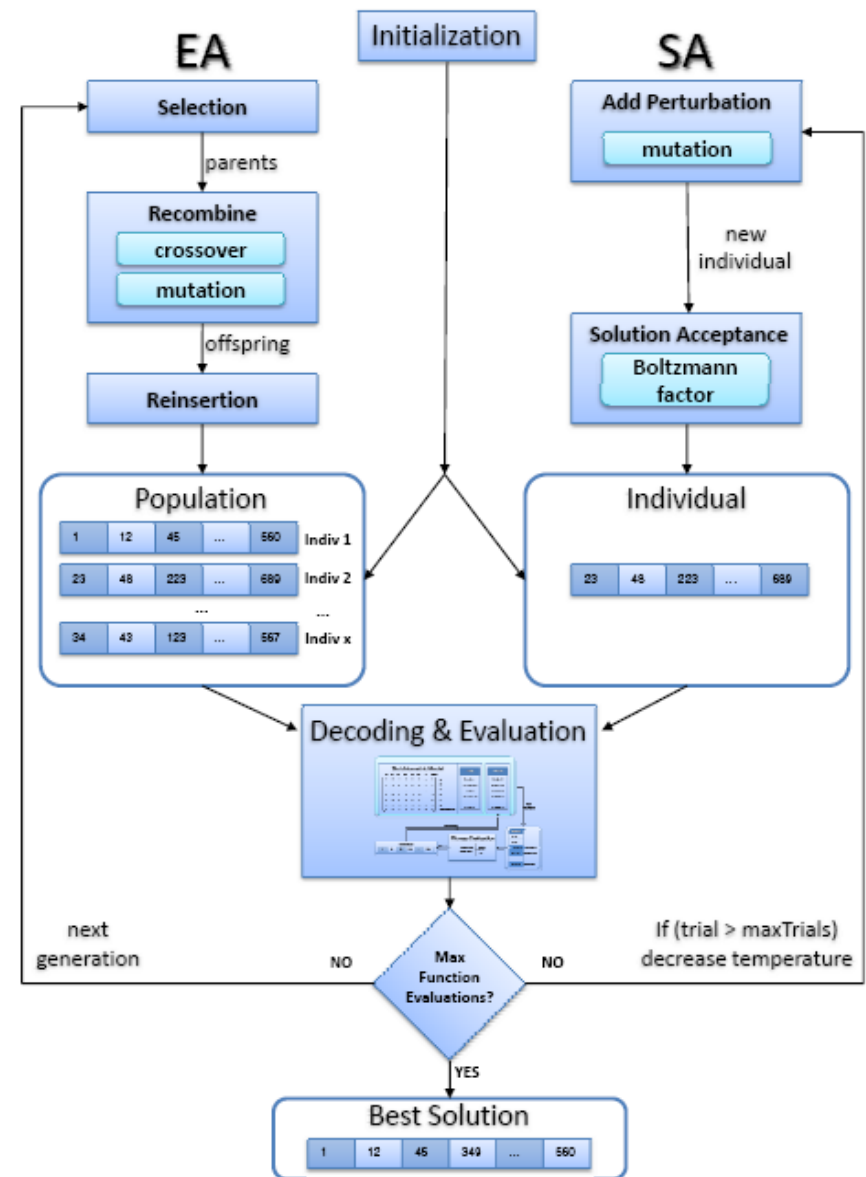 EA
Initialization
SA
Selection
parents
Recombine
crossover
mutation
offspring
Reinsertion
Add Perturbation
mutation
new
individual
Solution Acceptance
Boltzmann
factor
Population
1 12 45 ... 560 Indiv 1
23 48 223 ... 689 Indiv 2
... ...
34 43 123 ... 567 Indiv x
Individual
23 48 223 ... 689
Decoding & Evaluation
next
generation
NO
Max
Function
Evaluations?
NO
If (trial > maxTrials)
decrease temperature
YES
Best Solution
1 12 45 349 ... 560